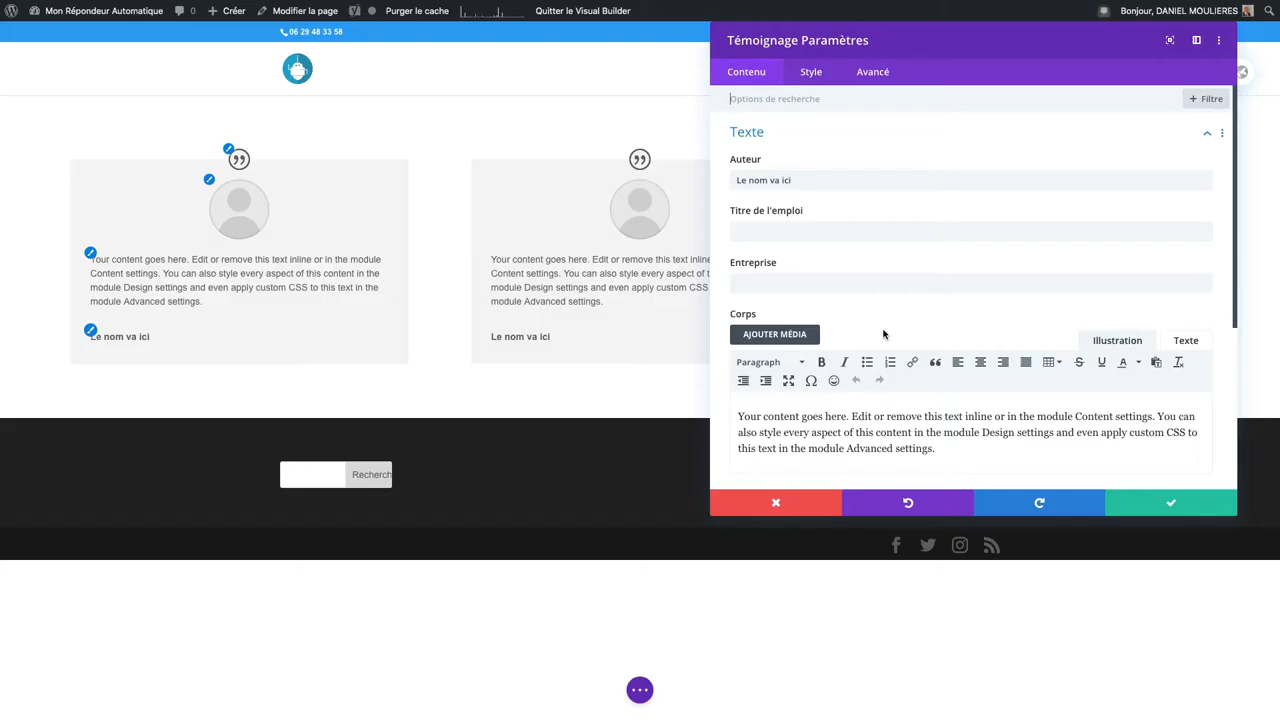 Mon Répondeur Automatique 0 Créer Modifier la page Purger le cache Quitter le Visual Builder Bonjour, DANIEL MOULIERES
06 29 48 33 58
Témoignage Paramètres
Contenu Style Avancé
Options de recherche + Filtre
Texte
Auteur
Le nom va ici
Titre de l'emploi
Entreprise
Corps
AJOUTER MÉDIA
Illustration Texte
Paragraph
Your content goes here. Edit or remove this text inline or in the module Content settings. You can
also style every aspect of this content in the module Design settings and even apply custom CSS to
this text in the module Advanced settings.
Your content goes here. Edit or remove this text inline or in the module
Content settings. You can also style every aspect of this content in the
module Design settings and even apply custom CSS to this text in the
module Advanced settings.
Le nom va ici
Your content goes here. Edit or remove this text inline
Content settings. You can also style every aspect of
module Design settings and even apply custom CSS t
module Advanced settings.
Le nom va ici
Recherch